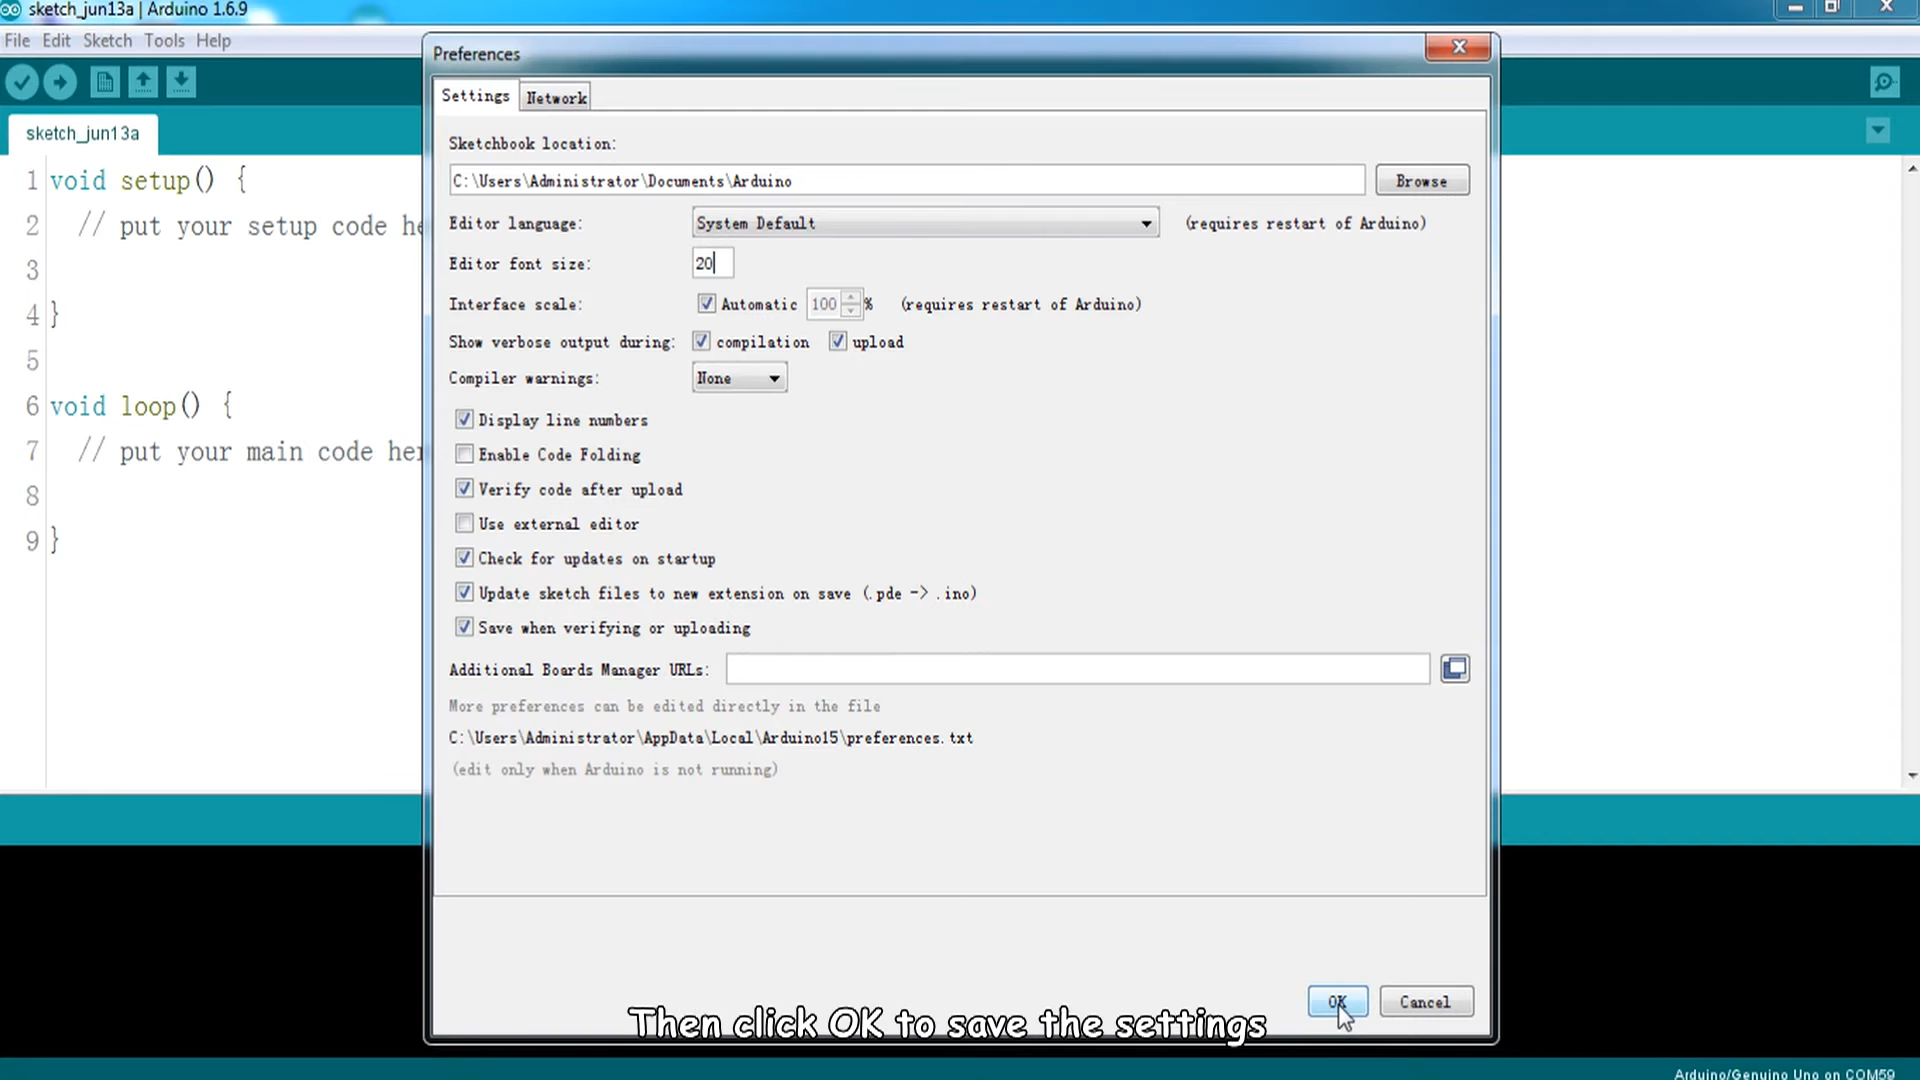 sketch_jun13a | Arduino 1.6.9
File Edit Sketch Tools Help
sketch_jun13a
1 void setup() {
2 // put your setup code he
3
4 }
5
6 void loop() {
7 // put your main code her
8
9 }
Preferences
Settings Network
Sketchbook location:
C:\Users\Administrator\Documents\Arduino Browse
Editor language: System Default (requires restart of Arduino)
Editor font size: 20
Interface scale: Automatic 100 % (requires restart of Arduino)
Show verbose output during: compilation upload
Compiler warnings: None
Display line numbers
Enable Code Folding
Verify code after upload
Use external editor
Check for updates on startup
Update sketch files to new extension on save (.pde -> .ino)
Save when verifying or uploading
Additional Boards Manager URLs:
More preferences can be edited directly in the file
C:\Users\Administrator\AppData\Local\Arduino15\preferences.txt
(edit only when Arduino is not running)
OK Cancel
Then click OK to save the settings
Arduino/Genuino Uno on COM59